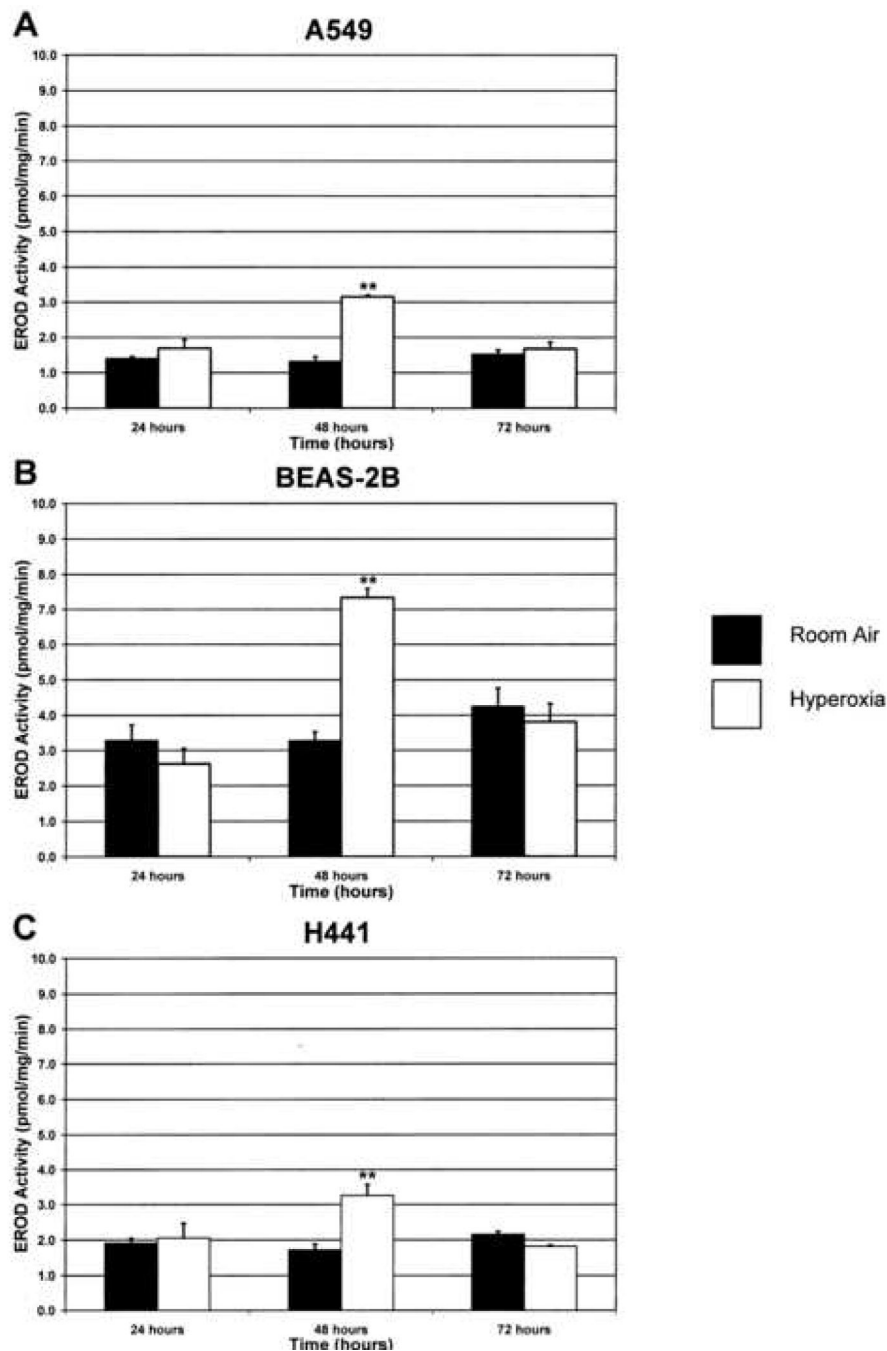 A
A549
EROD Activity (pmol/mg/min)
10.0
9.0
8.0
7.0
6.0
5.0
4.0
3.0
2.0
1.0
0.0
**
24 hours
48 hours
72 hours
Time (hours)
B
BEAS-2B
EROD Activity (pmol/mg/min)
10.0
9.0
8.0
7.0
6.0
5.0
4.0
3.0
2.0
1.0
0.0
**
24 hours
48 hours
72 hours
Time (hours)
Room Air
Hyperoxia
C
H441
EROD Activity (pmol/mg/min)
10.0
9.0
8.0
7.0
6.0
5.0
4.0
3.0
2.0
1.0
0.0
**
24 hours
48 hours
72 hours
Time (hours)